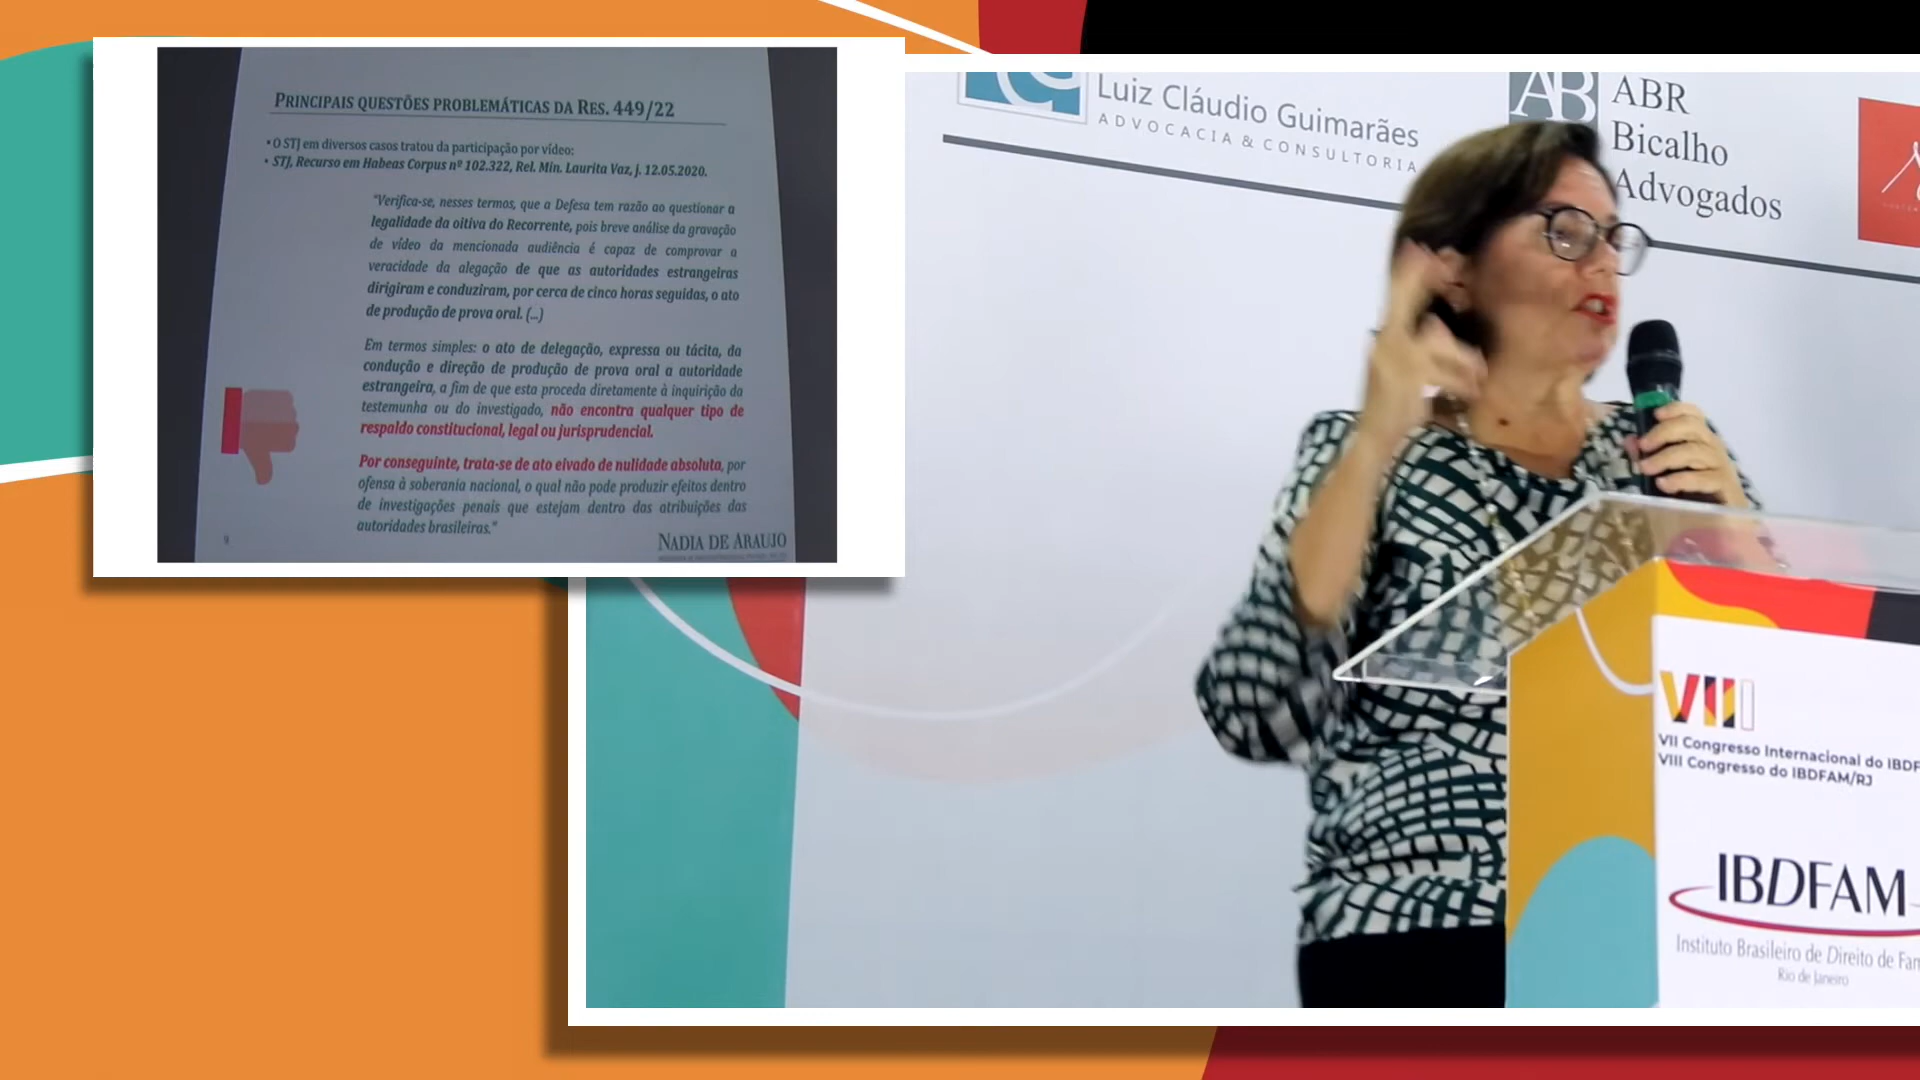 PRINCIPAIS QUESTÕES PROBLEMÁTICAS DA RES. 449/22
• O STJ em diversos casos tratou da participação por vídeo:
• STJ, Recurso em Habeas Corpus nº 102.322, Rel. Min. Laurita Vaz, j. 12.05.2020.
"Verifica-se, nesses termos, que a Defesa tem razão ao questionar a
legalidade da oitiva do Recorrente, pois breve análise da gravação
de vídeo da mencionada audiência é capaz de comprovar a
veracidade da alegação de que as autoridades estrangeiras
dirigiram e conduziram, por cerca de cinco horas seguidas, o ato
de produção de prova oral. (...)
Em termos simples: o ato de delegação, expressa ou tácita, da
condução e direção de produção de prova oral a autoridade
estrangeira, a fim de que esta proceda diretamente à inquirição da
testemunha ou do investigado, não encontra qualquer tipo de
respaldo constitucional, legal ou jurisprudencial.
Por conseguinte, trata-se de ato eivado de nulidade absoluta, por
ofensa à soberania nacional, o qual não pode produzir efeitos dentro
de investigações penais que estejam dentro das atribuições das
autoridades brasileiras."
9
NADIA DE ARAUJO
Luiz Cláudio Guimarães
ADVOCACIA & CONSULTORIA
AB
ABR
Bicalho
Advogados
VIII
VII Congresso Internacional do IBDF
VIII Congresso do IBDFAM/RJ
IBDFAM
Instituto Brasileiro de Direito de Fam
Rio de Janeiro